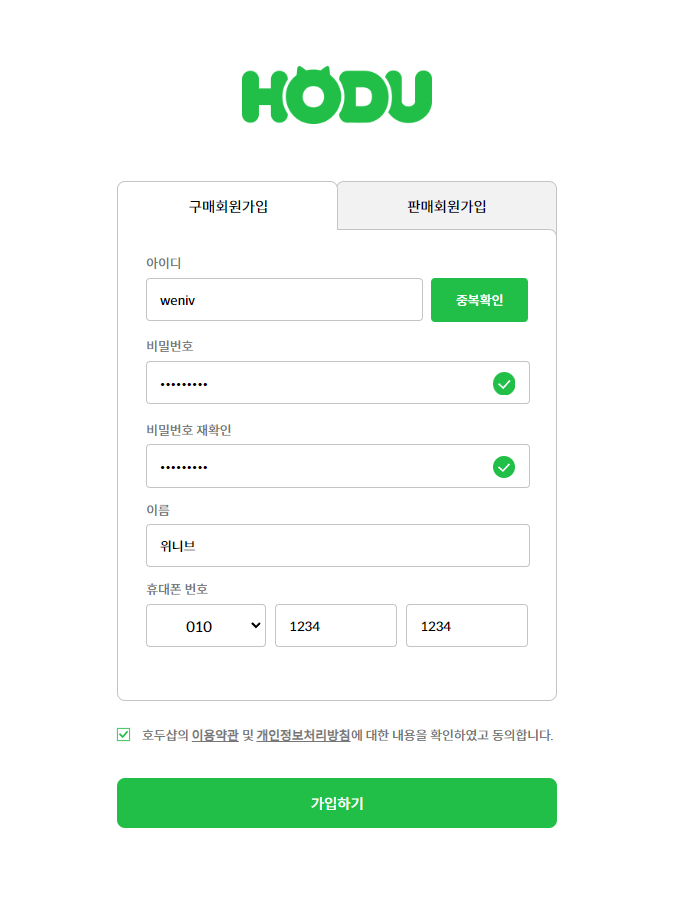 HODU
구매회원가입 판매회원가입
아이디
weniv 중복확인
비밀번호
•••••••••
비밀번호 재확인
•••••••••
이름
위니브
휴대폰 번호
010 1234 1234
호두샵의 이용약관 및 개인정보처리방침에 대한 내용을 확인하였고 동의합니다.
가입하기